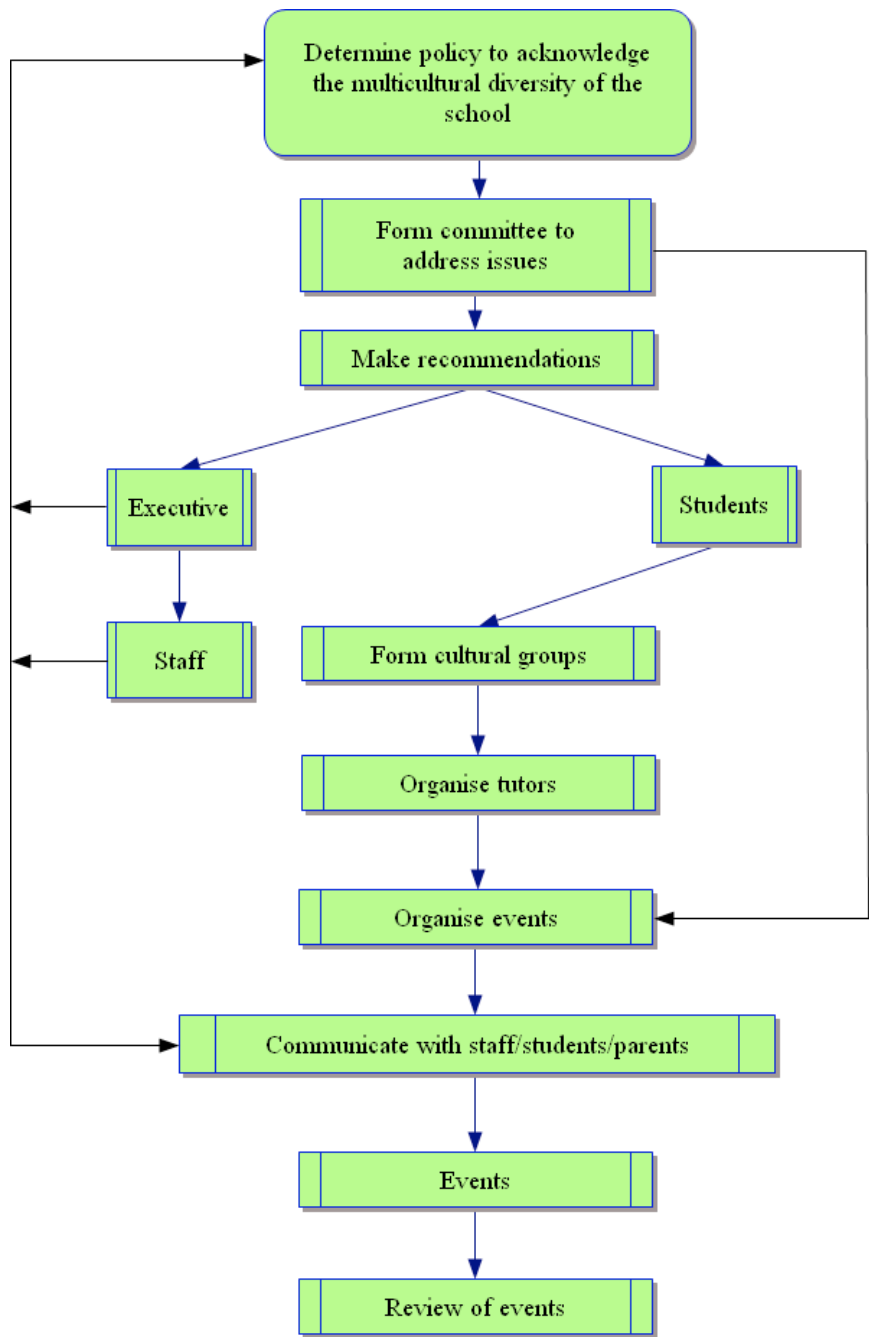 Determine policy to acknowledge
the multicultural diversity of the
school
Form committee to
address issues
Make recommendations
Executive
Students
Staff
Form cultural groups
Organise tutors
Organise events
Communicate with staff/students/parents
Events
Review of events